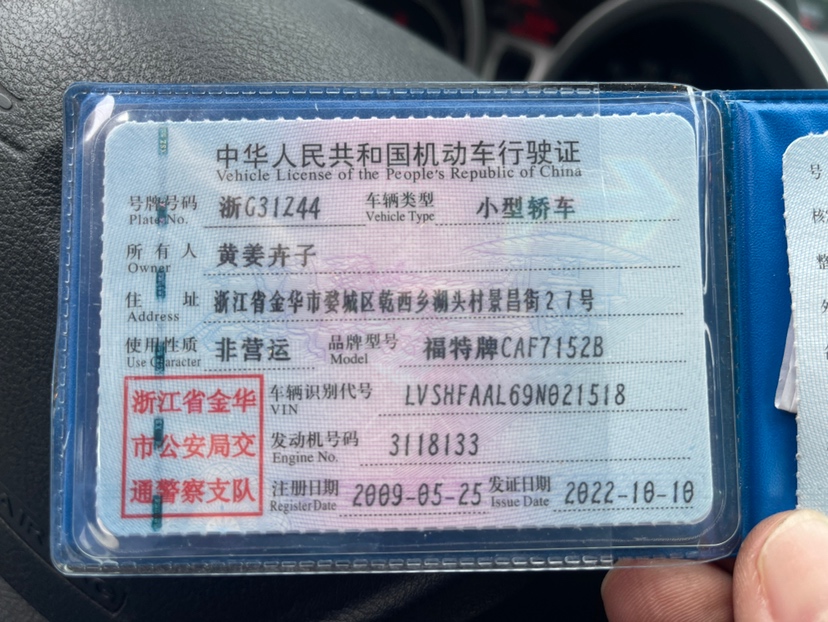 中华人民共和国机动车行驶证
Vehicle License of the People's Republic of China
号牌号码 浙G31Z44 车辆类型 小型轿车
Plate No. Vehicle Type
所有人 黄姜卉子
Owner
住址 浙江省金华市婺城区乾西乡湖头村景昌街27号
Address
使用性质 非营运 品牌型号 福特牌CAF7152B
Use Character Model
浙江省金华
市公安局交
通警察支队
车辆识别代号 LVSHFAAL69N021518
VIN
发动机号码 3118133
Engine No.
注册日期 2009-05-25 发证日期 2022-10-10
Register Date Issue Date
号
核
整